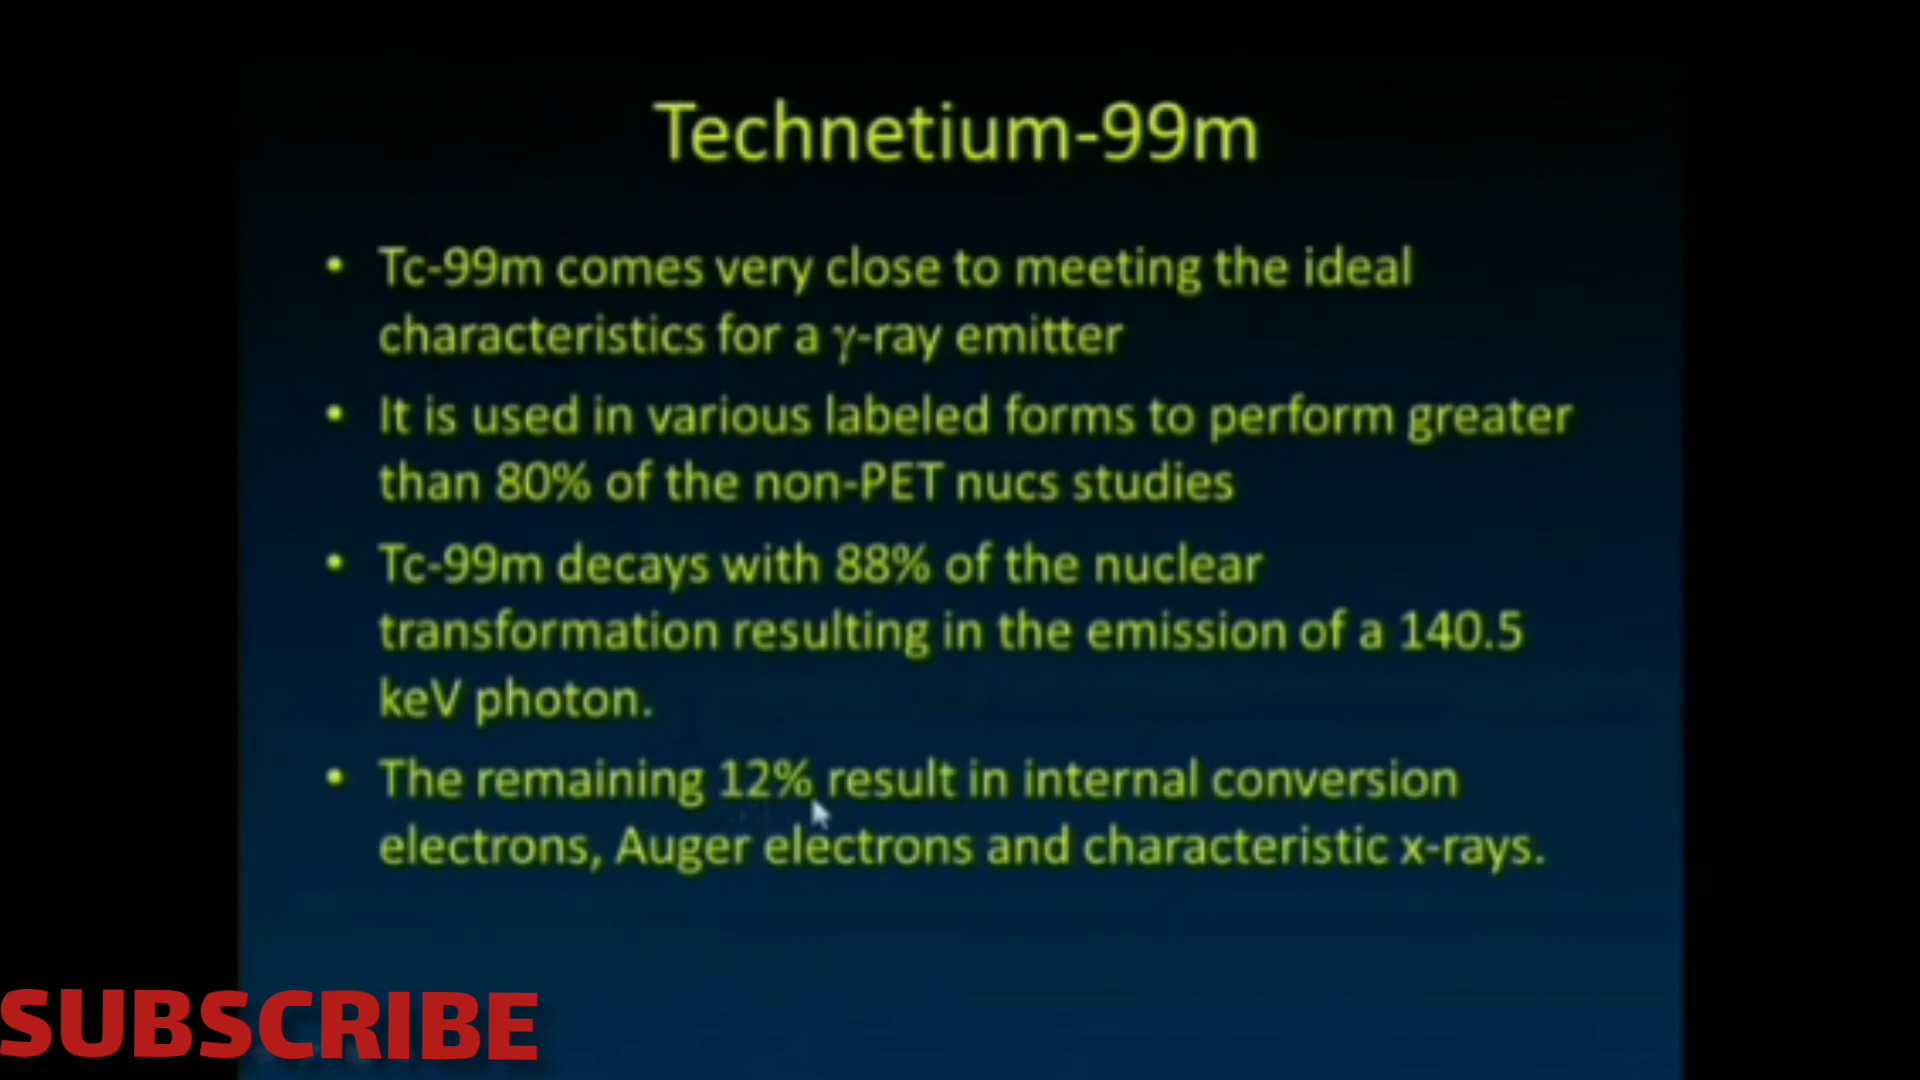 Technetium-99m
• Tc-99m comes very close to meeting the ideal
characteristics for a γ-ray emitter
• It is used in various labeled forms to perform greater
than 80% of the non-PET nucs studies
• Tc-99m decays with 88% of the nuclear
transformation resulting in the emission of a 140.5
keV photon.
• The remaining 12% result in internal conversion
electrons, Auger electrons and characteristic x-rays.
SUBSCRIBE